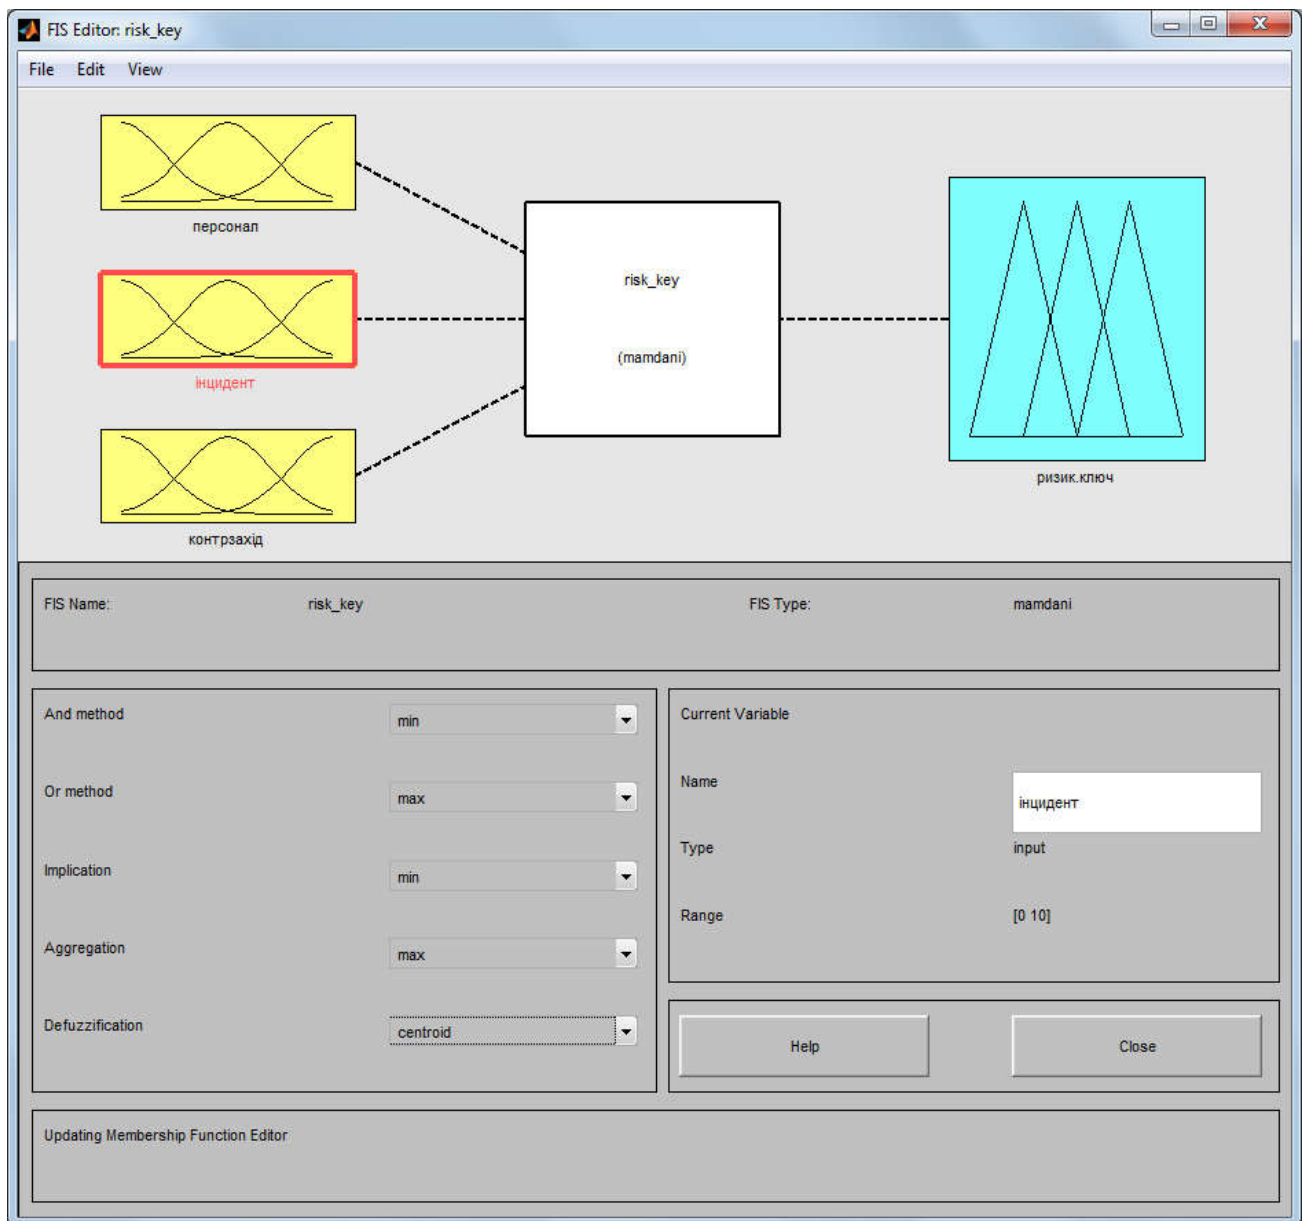 FIS Editor: risk_key
File Edit View
персонал
інцидент
контрзахід
risk_key
(mamdani)
ризик.ключ
FIS Name: risk_key FIS Type: mamdani
And method min
Or method max
Implication min
Aggregation max
Defuzzification centroid
Current Variable
Name інцидент
Type input
Range [0 10]
Help Close
Updating Membership Function Editor